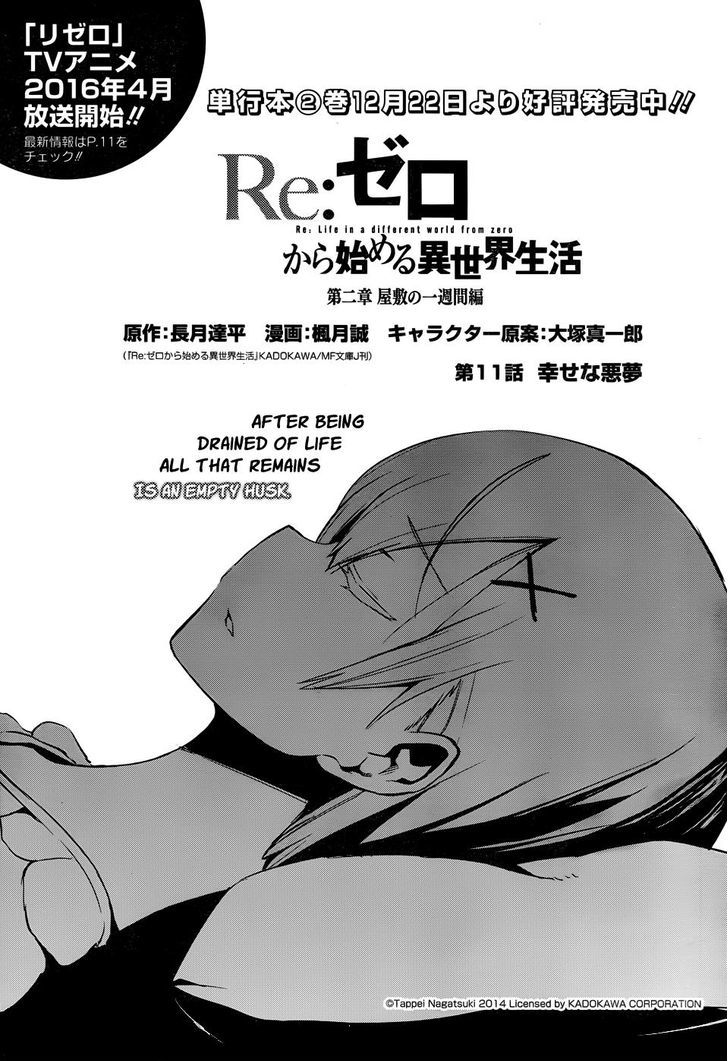 「リゼロ」
TVアニメ
2016年4月
放送開始!!
最新情報はP.11を
チェック!!
単行本②巻12月22日より好評発売中!!
Re:ゼロ
Re: Life in a different world from zero
から始める異世界生活
第二章 屋敷の一週間編
原作:長月達平 漫画:楓月誠 キャラクター原案:大塚真一郎
(『Re:ゼロから始める異世界生活』KADOKAWA/MF文庫J刊)
第11話 幸せな悪夢
AFTER BEING
DRAINED OF LIFE
ALL THAT REMAINS
IS AN EMPTY HUSK.
©Tappei Nagatsuki 2014 Licensed by KADOKAWA CORPORATION